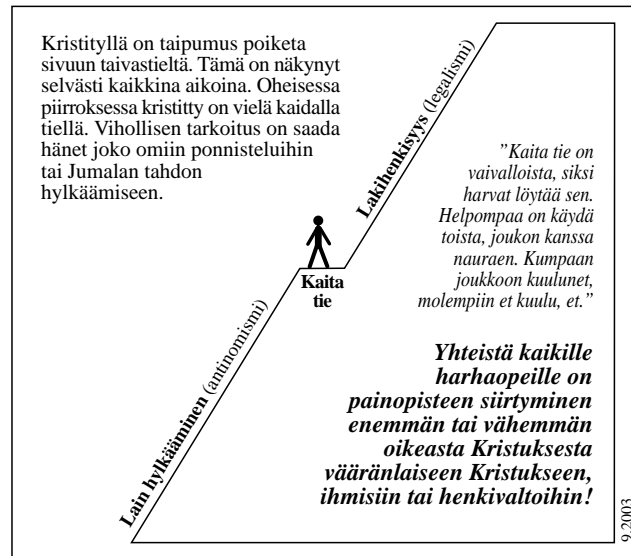 Kristityllä on taipumus poiketa
sivuun taivastieltä. Tämä on näkynyt
selvästi kaikkina aikoina. Oheisessa
piirroksessa kristitty on vielä kaidalla
tiellä. Vihollisen tarkoitus on saada
hänet joko omiin ponnisteluihin
tai Jumalan tahdon
hylkäämiseen.
Lakihenkisyys (legalismi)
"Kaita tie on
vaivalloista, siksi
harvat löytää sen.
Helpompaa on käydä
toista, joukon kanssa
nauraen. Kumpaan
joukkoon kuulunet,
molempiin et kuulu, et."
Kaita
tie
Lain hylkääminen (antinomismi)
Yhteistä kaikille
harhaopeille on
painopisteen siirtyminen
enemmän tai vähemmän
oikeasta Kristuksesta
vääränlaiseen Kristukseen,
ihmisiin tai henkivaltoihin!
9.2003